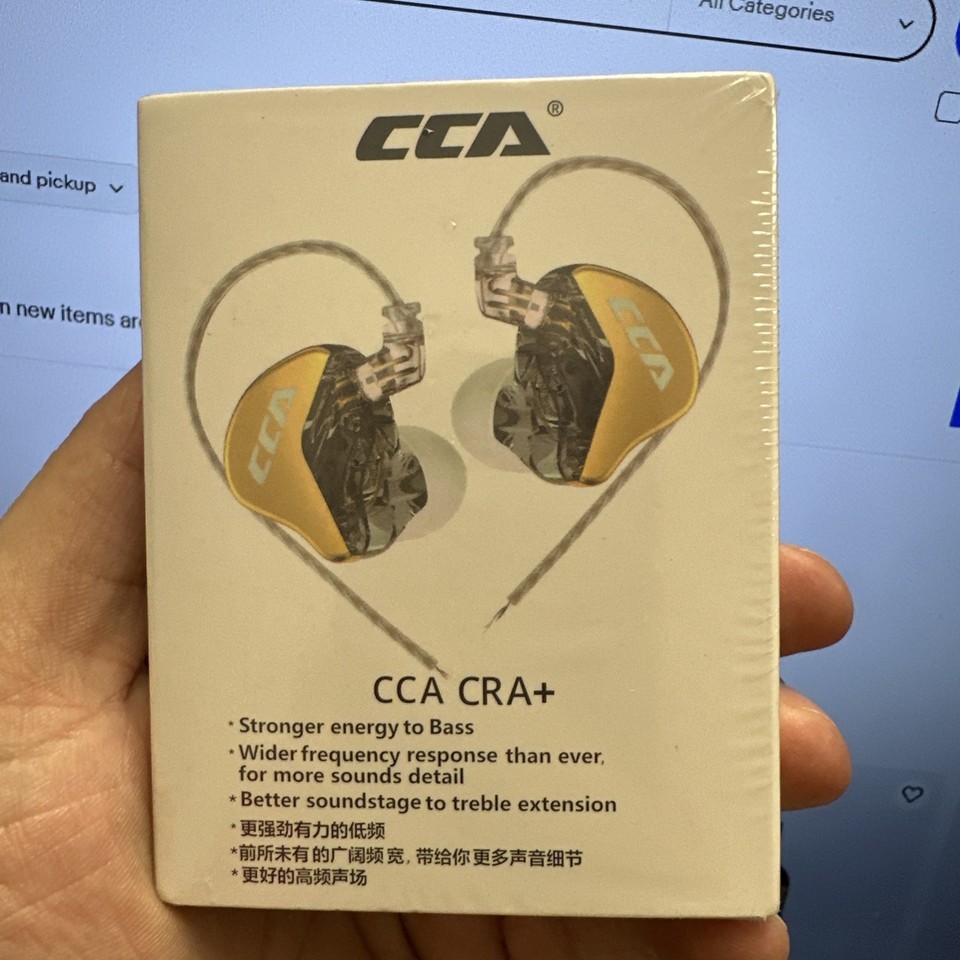 All Categories
and pickup
n new items are
CCA®
CCA
CCA
CCA CRA+
* Stronger energy to Bass
* Wider frequency response than ever,
for more sounds detail
* Better soundstage to treble extension
* 更强劲有力的低频
*前所未有的广阔频宽, 带给你更多声音细节
* 更好的高频声场